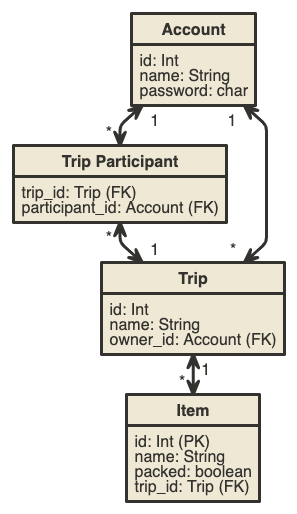 Account
id: Int
name: String
password: char
* 1 1
Trip Participant
trip_id: Trip (FK)
participant_id: Account (FK)
* 1 *
Trip
id: Int
name: String
owner_id: Account (FK)
* 1
Item
id: Int (PK)
name: String
packed: boolean
trip_id: Trip (FK)